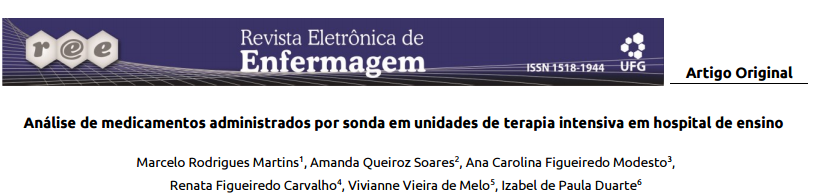 ree
Revista Eletrônica de
Enfermagem
ISSN 1518-1944
UFG
Artigo Original
Análise de medicamentos administrados por sonda em unidades de terapia intensiva em hospital de ensino
Marcelo Rodrigues Martins¹, Amanda Queiroz Soares², Ana Carolina Figueiredo Modesto³,
Renata Figueiredo Carvalho⁴, Vivianne Vieira de Melo⁵, Izabel de Paula Duarte⁶